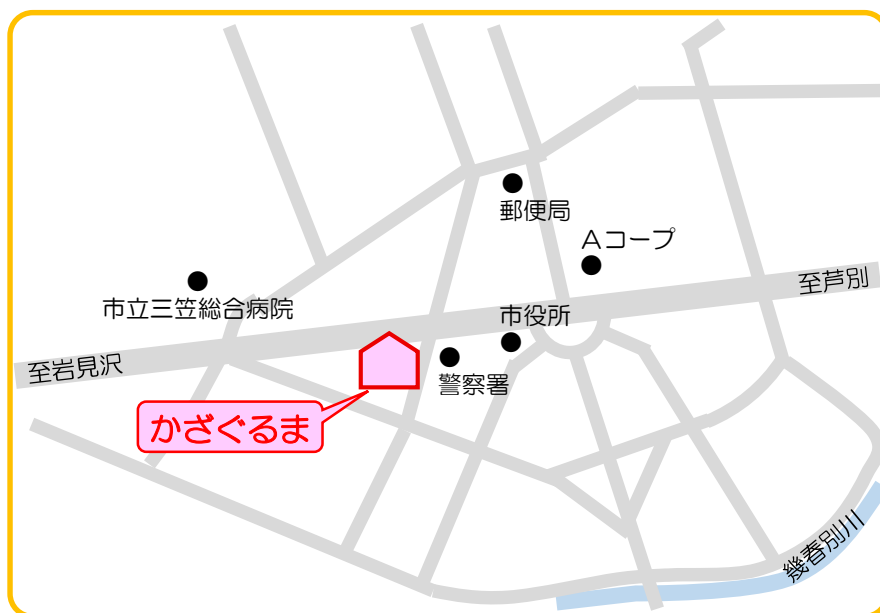 郵便局
Aコープ
至芦別
市立三笠総合病院
市役所
至岩見沢
警察署
かざぐるま
幾春別川